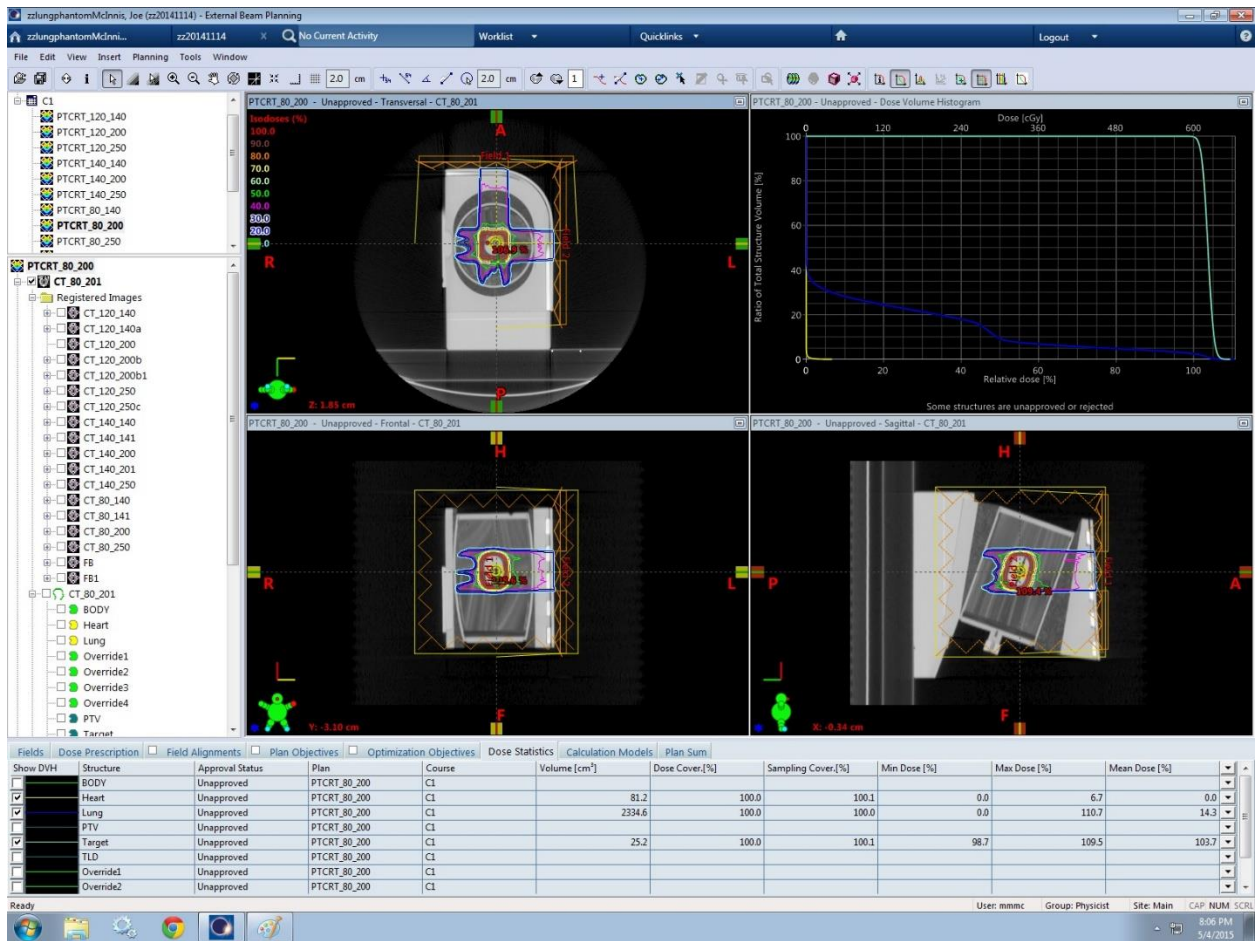 zzlungphantomMcInnis, Joe (zz20141114) - External Beam Planning
zzlungphantomMcInni... zz20141114 X No Current Activity Worklist Quicklinks Logout
File Edit View Insert Planning Tools Window
2.0 cm 2.0 cm 1
C1
PTCRT_120_140
PTCRT_120_200
PTCRT_120_250
PTCRT_140_140
PTCRT_140_200
PTCRT_140_250
PTCRT_80_140
PTCRT_80_200
PTCRT_80_250
PTCRT_80_200
CT_80_201
Registered Images
CT_120_140
CT_120_140a
CT_120_200
CT_120_200b
CT_120_200b1
CT_120_250
CT_120_250c
CT_140_140
CT_140_141
CT_140_200
CT_140_201
CT_140_250
CT_80_140
CT_80_141
CT_80_200
CT_80_250
FB
FB1
CT_80_201
BODY
Heart
Lung
Override1
Override2
Override3
Override4
PTV
Target
PTCRT_80_200 - Unapproved - Transversal - CT_80_201
Isodoses (%)
100.0
90.0
80.0
70.0
60.0
50.0
40.0
30.0
20.0
A
Field 1
Field 2
R
L
P
Z: 1.85 cm
PTCRT_80_200 - Unapproved - Dose Volume Histogram
Dose [cGy]
0 120 240 360 480 600
Ratio of Total Structure Volume [%]
100
80
60
40
20
0
0 20 40 60 80 100
Relative dose [%]
Some structures are unapproved or rejected
PTCRT_80_200 - Unapproved - Frontal - CT_80_201
H
R
L
F
Y: -3.10 cm
PTCRT_80_200 - Unapproved - Sagittal - CT_80_201
H
P
A
109.4 %
F
X: -0.34 cm
Fields Dose Prescription Field Alignments Plan Objectives Optimization Objectives Dose Statistics Calculation Models Plan Sum
Show DVH Structure Approval Status Plan Course Volume [cm³] Dose Cover.[%] Sampling Cover.[%] Min Dose [%] Max Dose [%] Mean Dose [%]
BODY Unapproved PTCRT_80_200 C1
Heart Unapproved PTCRT_80_200 C1 81.2 100.0 100.1 0.0 6.7 0.0
Lung Unapproved PTCRT_80_200 C1 2334.6 100.0 100.0 0.0 110.7 14.3
PTV Unapproved PTCRT_80_200 C1
Target Unapproved PTCRT_80_200 C1 25.2 100.0 100.1 98.7 109.5 103.7
TLD Unapproved PTCRT_80_200 C1
Override1 Unapproved PTCRT_80_200 C1
Override2 Unapproved PTCRT_80_200 C1
Ready User: mmmc Group: Physicist Site: Main CAP NUM SCRL
8:06 PM
5/4/2015